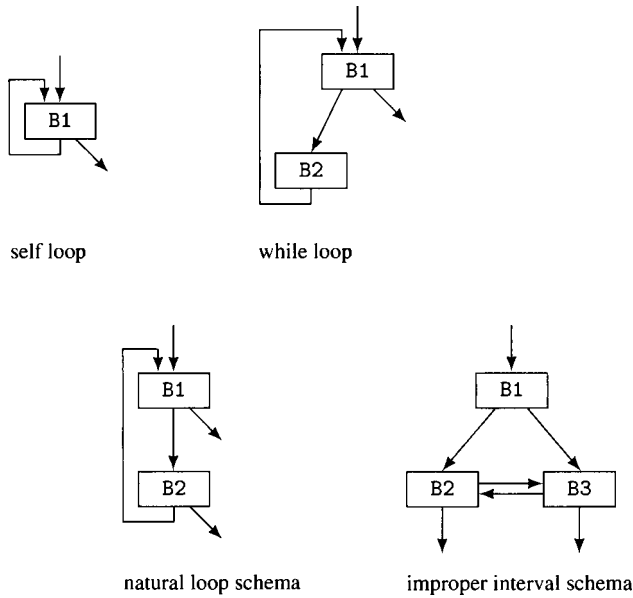 B1
B1
B2
self loop
while loop
B1
B1
B2
B2
B3
natural loop schema
improper interval schema